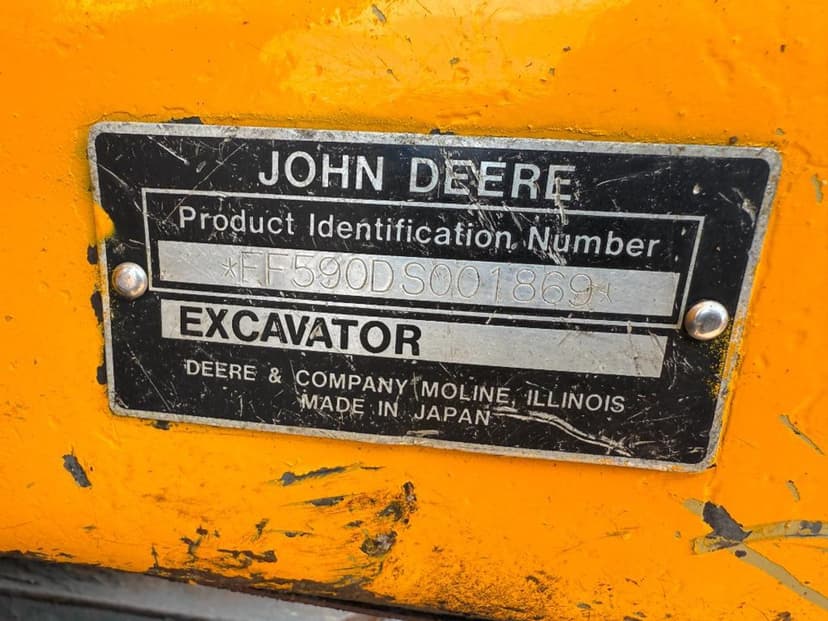 JOHN DEERE
Product Identification Number
*FF590DS001869*
EXCAVATOR
DEERE & COMPANY MOLINE, ILLINOIS
MADE IN JAPAN